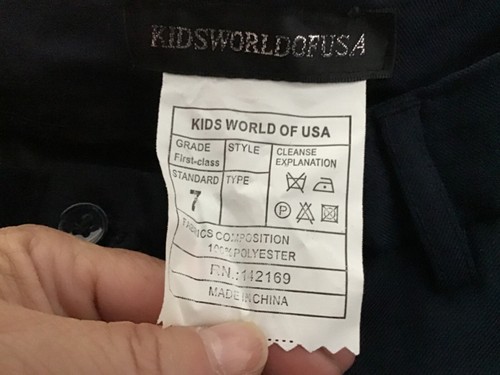 KIDSWORLDOFUSA
KIDS WORLD OF USA
GRADE
First-class
STYLE
CLEANSE
EXPLANATION
STANDARD
7
TYPE
P
FABRICS COMPOSITION
100%POLYESTER
RN.:142169
MADE IN CHINA